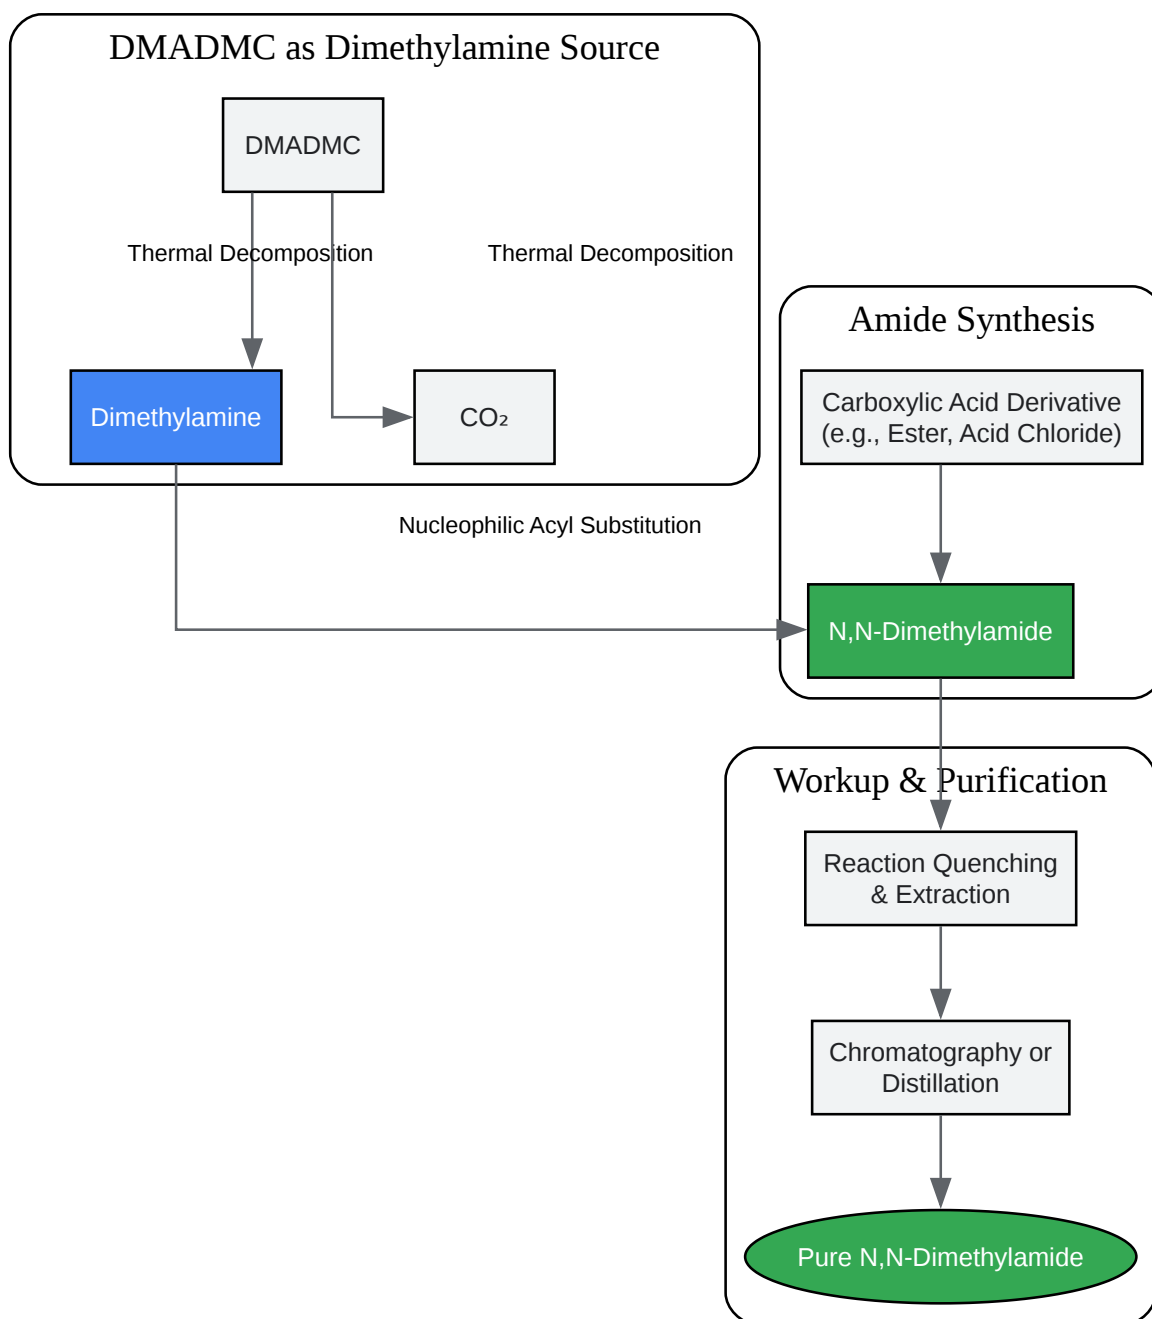 DMADMC as Dimethylamine Source
DMADMC
Thermal Decomposition
Thermal Decomposition
Dimethylamine
CO₂
Nucleophilic Acyl Substitution
Amide Synthesis
Carboxylic Acid Derivative
(e.g., Ester, Acid Chloride)
N,N-Dimethylamide
Workup & Purification
Reaction Quenching
& Extraction
Chromatography or
Distillation
Pure N,N-Dimethylamide